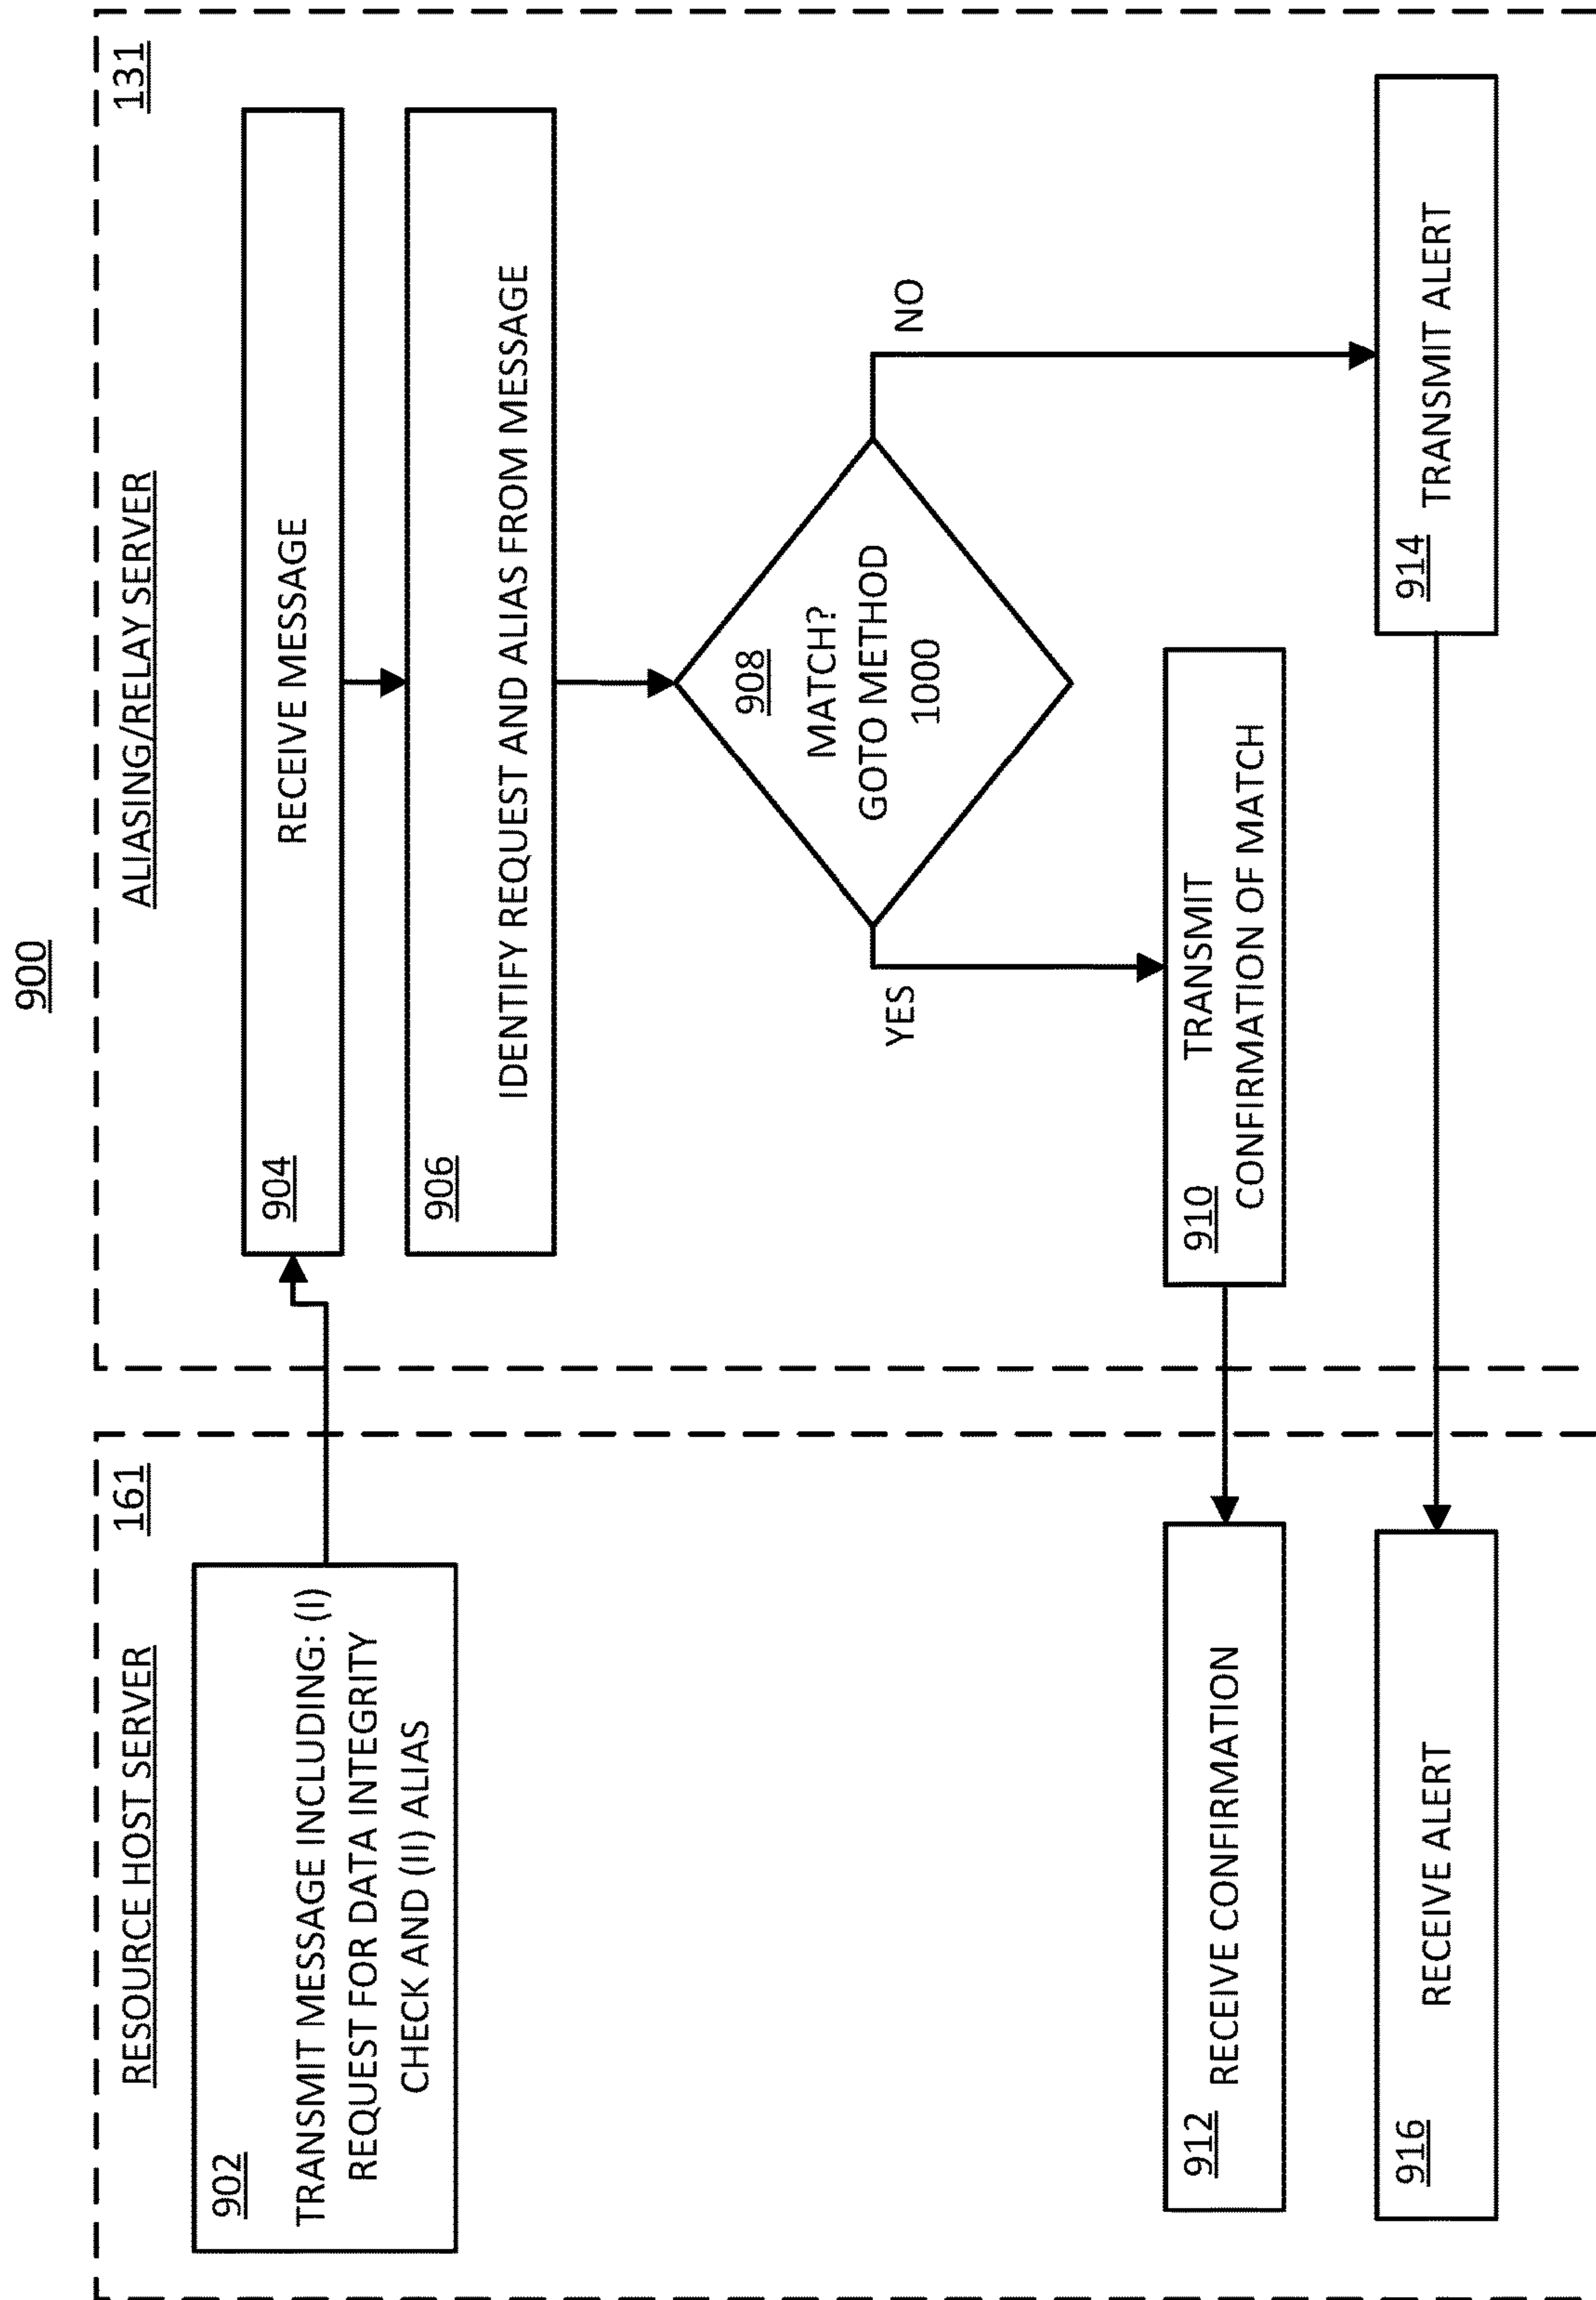 900
RESOURCE HOST SERVER
161
902
TRANSMIT MESSAGE INCLUDING: (I)
REQUEST FOR DATA INTEGRITY
CHECK AND (II) ALIAS
ALIASING/RELAY SERVER
131
904
RECEIVE MESSAGE
906
IDENTIFY REQUEST AND ALIAS FROM MESSAGE
908
MATCH?
GOTO METHOD
1000
YES
NO
910
TRANSMIT
CONFIRMATION OF MATCH
912
RECEIVE CONFIRMATION
914
TRANSMIT ALERT
916
RECEIVE ALERT